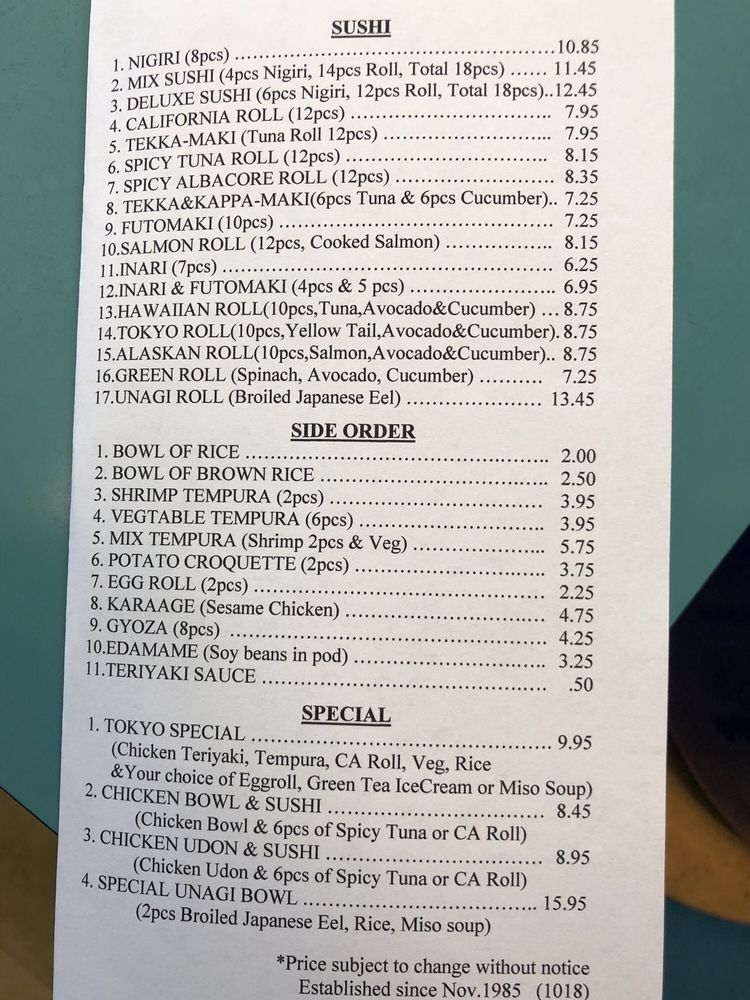 SUSHI
1. NIGIRI (8pcs) ................................................10.85
2. MIX SUSHI (4pcs Nigiri, 14pcs Roll, Total 18pcs) ...... 11.45
3. DELUXE SUSHI (6pcs Nigiri, 12pcs Roll, Total 18pcs)..12.45
4. CALIFORNIA ROLL (12pcs) .................................... 7.95
5. TEKKA-MAKI (Tuna Roll 12pcs) .............................. 7.95
6. SPICY TUNA ROLL (12pcs) .................................... 8.15
7. SPICY ALBACORE ROLL (12pcs) ............................ 8.35
8. TEKKA&KAPPA-MAKI(6pcs Tuna & 6pcs Cucumber).. 7.25
9. FUTOMAKI (10pcs) ................................................ 7.25
10.SALMON ROLL (12pcs, Cooked Salmon) ................... 8.15
11.INARI (7pcs) ........................................................... 6.25
12.INARI & FUTOMAKI (4pcs & 5 pcs) ........................ 6.95
13.HAWAIIAN ROLL(10pcs,Tuna,Avocado&Cucumber) ... 8.75
14.TOKYO ROLL(10pcs,Yellow Tail,Avocado&Cucumber). 8.75
15.ALASKAN ROLL(10pcs,Salmon,Avocado&Cucumber).. 8.75
16.GREEN ROLL (Spinach, Avocado, Cucumber) .......... 7.25
17.UNAGI ROLL (Broiled Japanese Eel) ........................ 13.45
SIDE ORDER
1. BOWL OF RICE ...................................................... 2.00
2. BOWL OF BROWN RICE ......................................... 2.50
3. SHRIMP TEMPURA (2pcs) ...................................... 3.95
4. VEGTABLE TEMPURA (6pcs) ................................. 3.95
5. MIX TEMPURA (Shrimp 2pcs & Veg) ....................... 5.75
6. POTATO CROQUETTE (2pcs) .................................. 3.75
7. EGG ROLL (2pcs) .................................................... 2.25
8. KARAAGE (Sesame Chicken) ................................... 4.75
9. GYOZA (8pcs) ........................................................ 4.25
10.EDAMAME (Soy beans in pod) .................................. 3.25
11.TERIYAKI SAUCE .................................................. .50
SPECIAL
1. TOKYO SPECIAL ..................................................... 9.95
(Chicken Teriyaki, Tempura, CA Roll, Veg, Rice
&Your choice of Eggroll, Green Tea IceCream or Miso Soup)
2. CHICKEN BOWL & SUSHI ...................................... 8.45
(Chicken Bowl & 6pcs of Spicy Tuna or CA Roll)
3. CHICKEN UDON & SUSHI ...................................... 8.95
(Chicken Udon & 6pcs of Spicy Tuna or CA Roll)
4. SPECIAL UNAGI BOWL ......................................... 15.95
(2pcs Broiled Japanese Eel, Rice, Miso soup)
*Price subject to change without notice
Established since Nov.1985 (1018)